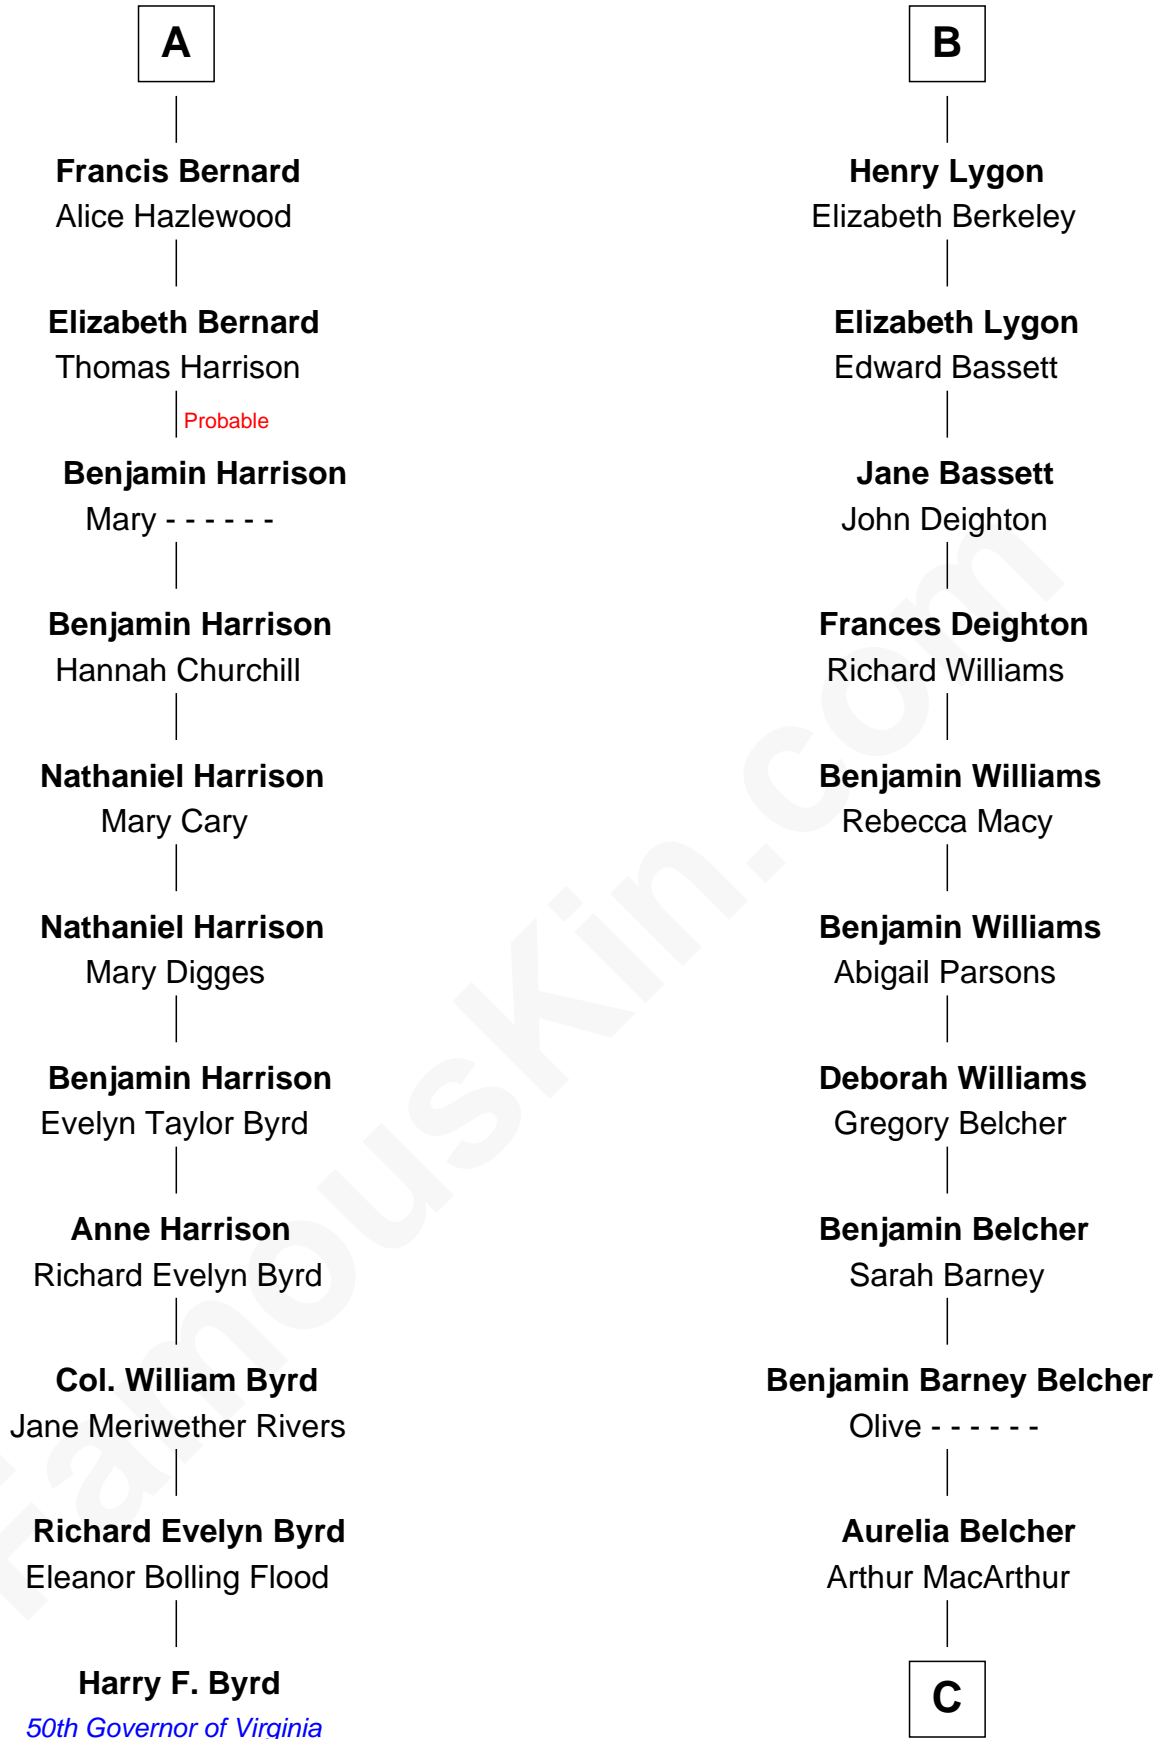 A
Francis Bernard
Alice Hazlewood
Elizabeth Bernard
Thomas Harrison
Probable
Benjamin Harrison
Mary - - - - - -
Benjamin Harrison
Hannah Churchill
Nathaniel Harrison
Mary Cary
Nathaniel Harrison
Mary Digges
Benjamin Harrison
Evelyn Taylor Byrd
Anne Harrison
Richard Evelyn Byrd
Col. William Byrd
Jane Meriwether Rivers
Richard Evelyn Byrd
Eleanor Bolling Flood
Harry F. Byrd
50th Governor of Virginia
B
Henry Lygon
Elizabeth Berkeley
Elizabeth Lygon
Edward Bassett
Jane Bassett
John Deighton
Frances Deighton
Richard Williams
Benjamin Williams
Rebecca Macy
Benjamin Williams
Abigail Parsons
Deborah Williams
Gregory Belcher
Benjamin Belcher
Sarah Barney
Benjamin Barney Belcher
Olive - - - - - -
Aurelia Belcher
Arthur MacArthur
C
FamousKin.com